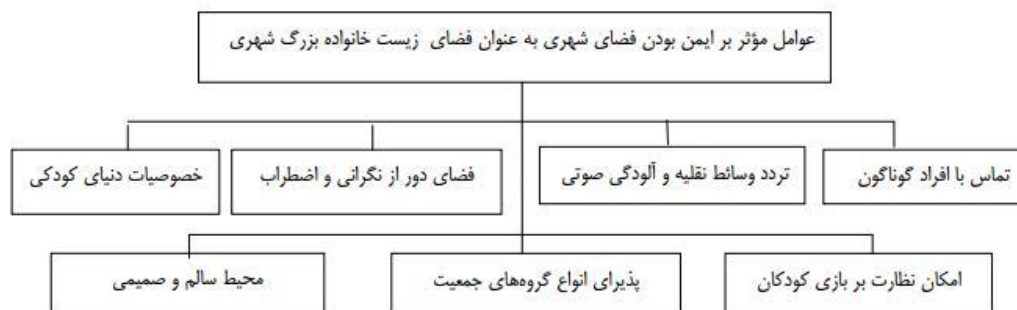 عوامل مؤثر بر ایمن بودن فضای شهری به عنوان فضای زیست خانواده بزرگ شهری
تماس با افراد گوناگون
تردد وسائط نقلیه و آلودگی صوتی
فضای دور از نگرانی و اضطراب
خصوصیات دنیای کودکی
امکان نظارت بر بازی کودکان
پذیرای انواع گروه‌های جمعیت
محیط سالم و صمیمی